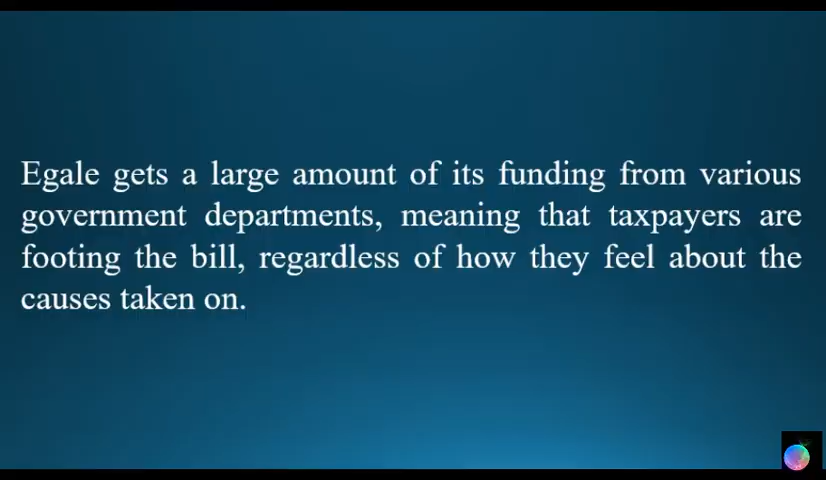 Egale gets a large amount of its funding from various
government departments, meaning that taxpayers are
footing the bill, regardless of how they feel about the
causes taken on.